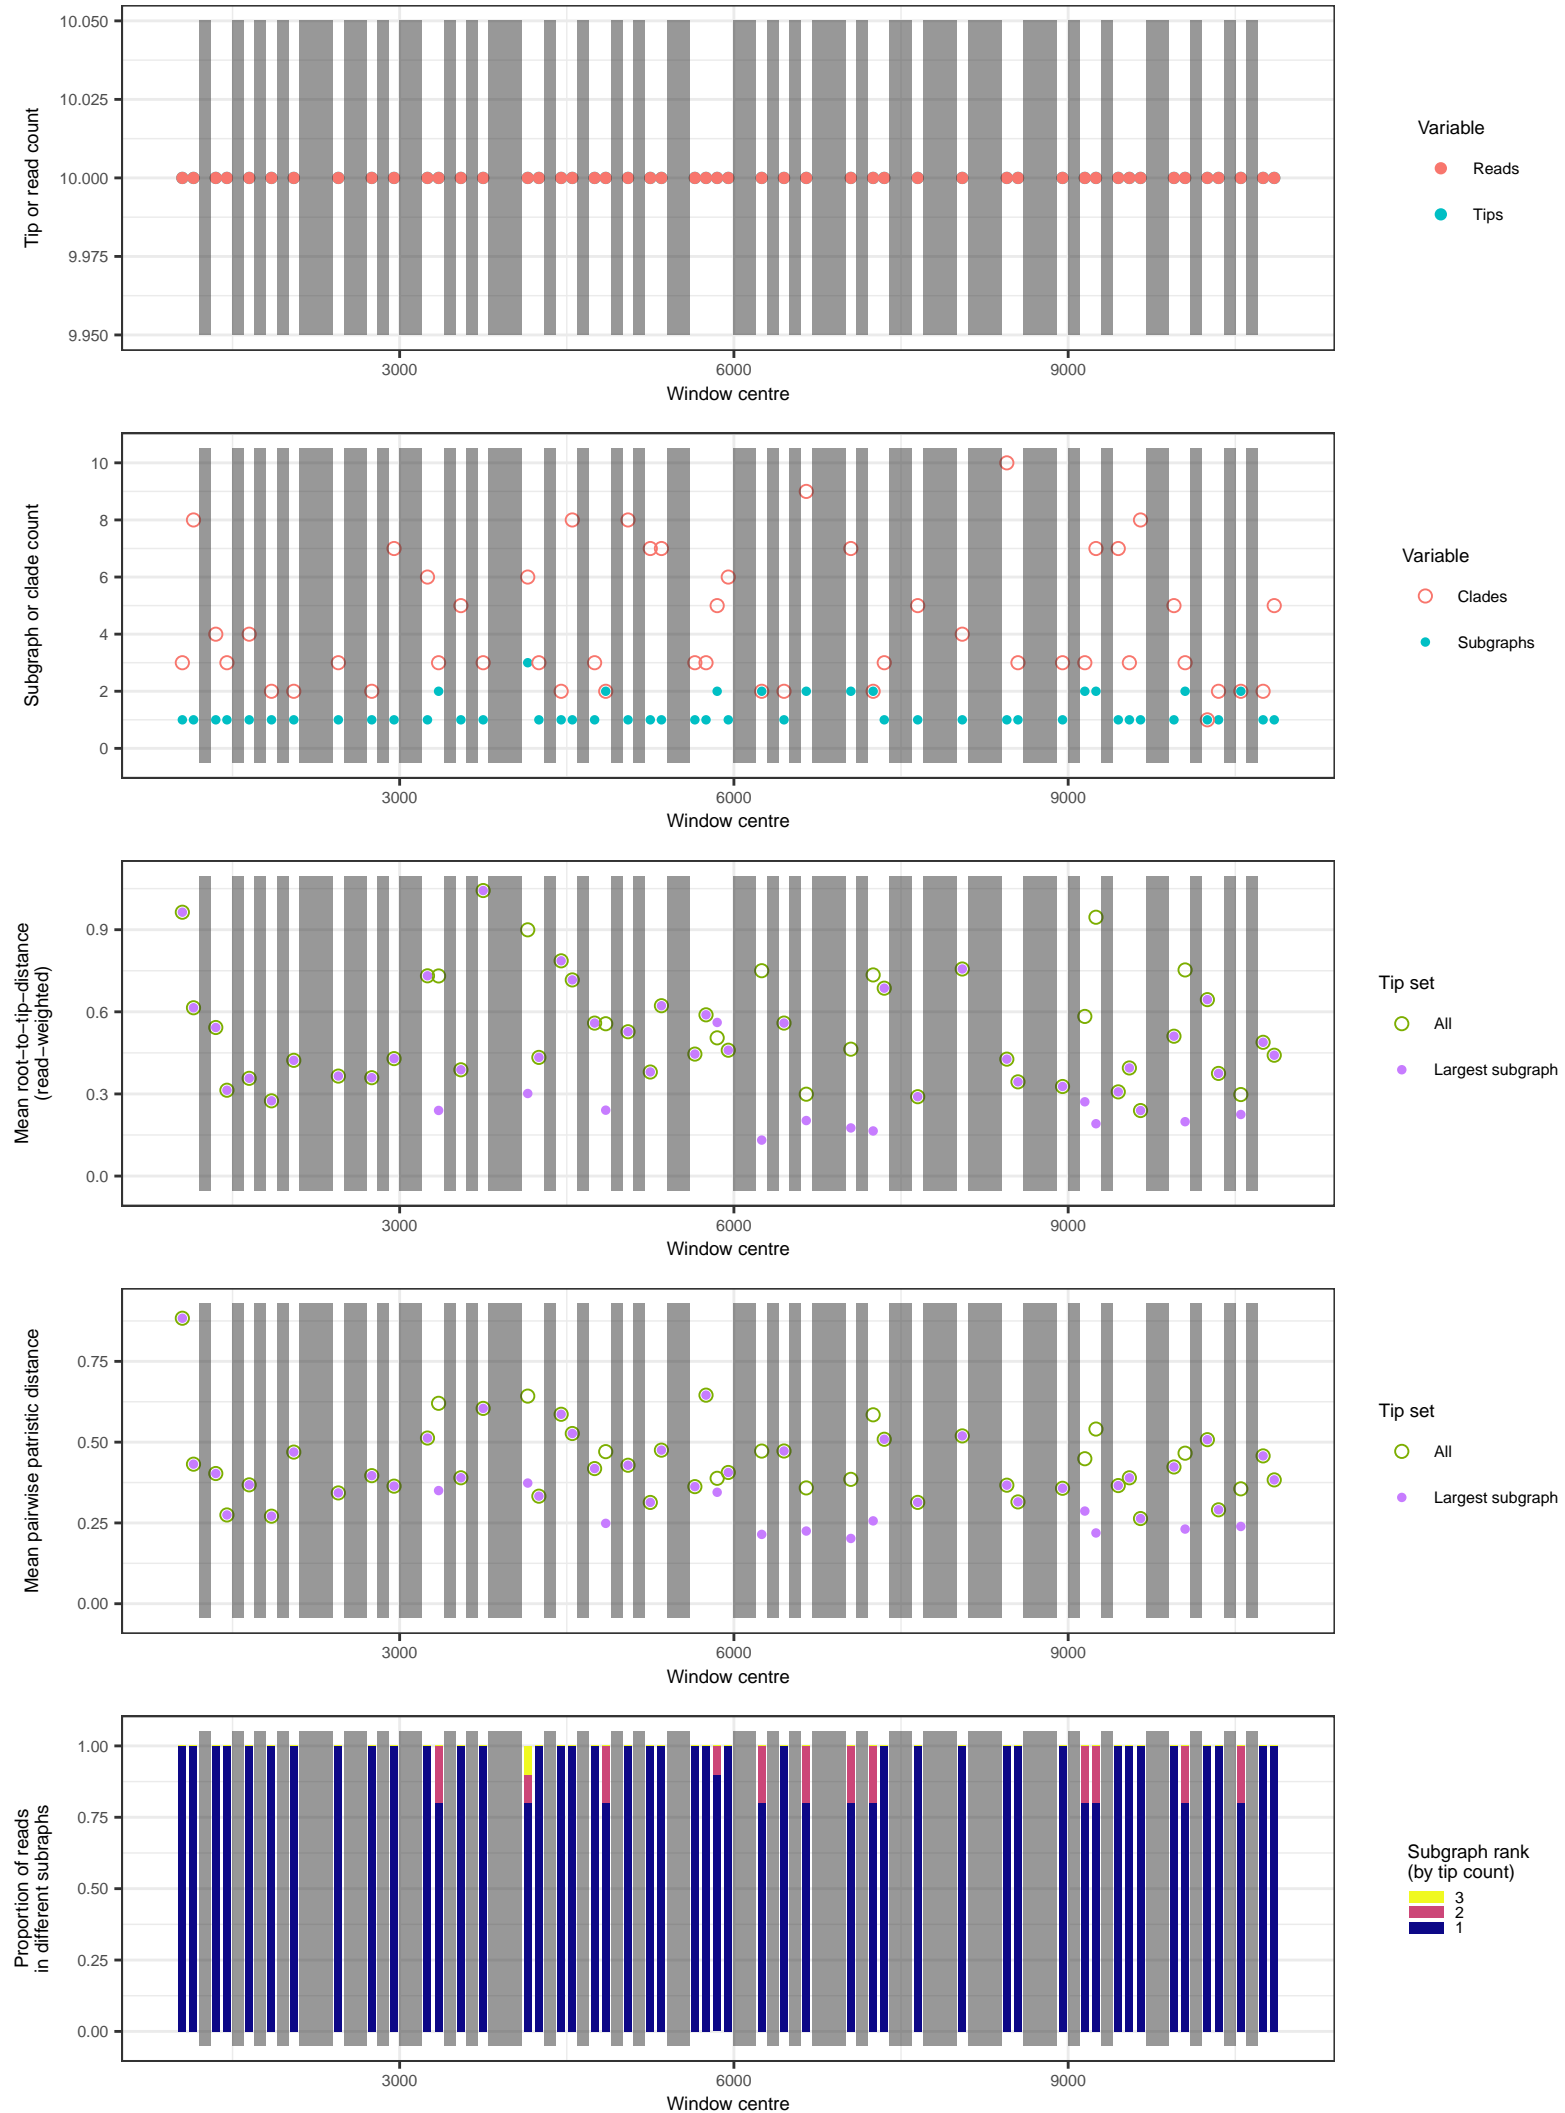 10.050
10.025
10.000
9.975
9.950
Tip or read count
3000
6000
9000
Window centre
Variable
Reads
Tips
10
8
6
4
2
0
Subgraph or clade count
3000
6000
9000
Window centre
Variable
Clades
Subgraphs
0.9
0.6
0.3
0.0
Mean root−to−tip−distance
(read−weighted)
3000
6000
9000
Window centre
Tip set
All
Largest subgraph
0.75
0.50
0.25
0.00
Mean pairwise patristic distance
3000
6000
9000
Window centre
Tip set
All
Largest subgraph
1.00
0.75
0.50
0.25
0.00
Proportion of reads
in different subraphs
3000
6000
9000
Window centre
Subgraph rank
(by tip count)
3
2
1